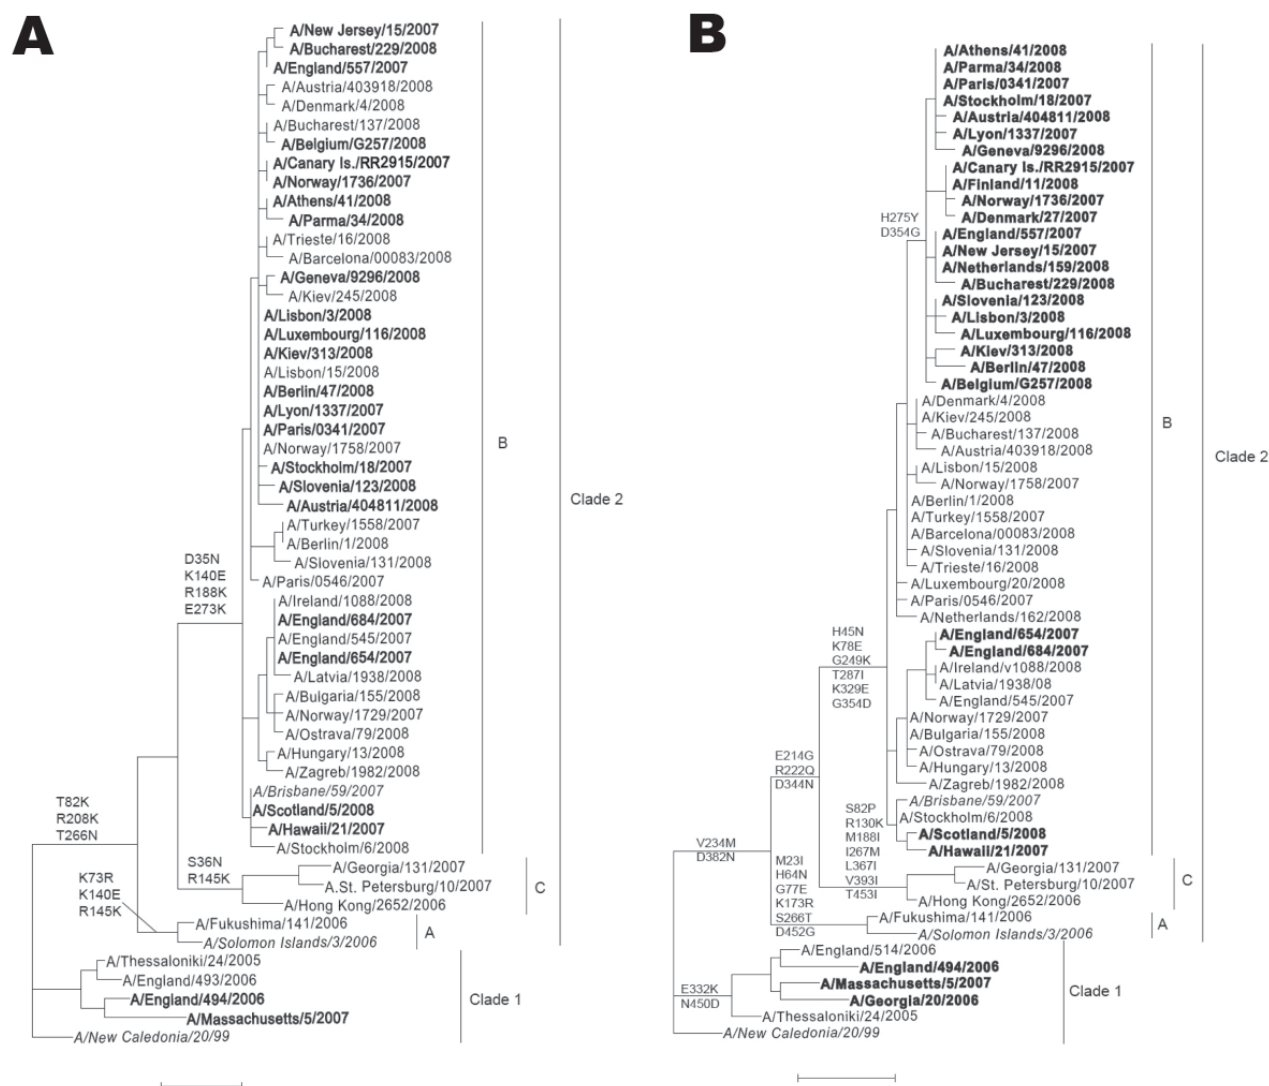 A
A/New Jersey/15/2007
A/Bucharest/229/2008
A/England/557/2007
A/Austria/403918/2008
A/Denmark/4/2008
A/Bucharest/137/2008
A/Belgium/G257/2008
A/Canary Is./RR2915/2007
A/Norway/1736/2007
A/Athens/41/2008
A/Parma/34/2008
A/Trieste/16/2008
A/Barcelona/00083/2008
A/Geneva/9296/2008
A/Kiev/245/2008
A/Lisbon/3/2008
A/Luxembourg/116/2008
A/Kiev/313/2008
A/Lisbon/15/2008
A/Berlin/47/2008
A/Lyon/1337/2007
A/Paris/0341/2007
A/Norway/1758/2007
A/Stockholm/18/2007
A/Slovenia/123/2008
A/Austria/404811/2008
A/Turkey/1558/2007
A/Berlin/1/2008
A/Slovenia/131/2008
A/Paris/0546/2007
A/Ireland/1088/2008
A/England/684/2007
A/England/545/2007
A/England/654/2007
A/Latvia/1938/2008
A/Bulgaria/155/2008
A/Norway/1729/2007
A/Ostrava/79/2008
A/Hungary/13/2008
A/Zagreb/1982/2008
A/Brisbane/59/2007
A/Scotland/5/2008
A/Hawaii/21/2007
A/Stockholm/6/2008
A/Georgia/131/2007
A.St. Petersburg/10/2007
A/Hong Kong/2652/2006
A/Fukushima/141/2006
A/Solomon Islands/3/2006
A/Thessaloniki/24/2005
A/England/493/2006
A/England/494/2006
A/Massachusetts/5/2007
A/New Caledonia/20/99
D35N
K140E
R188K
E273K
T82K
R208K
T266N
S36N
R145K
K73R
K140E
R145K
B
C
A
Clade 2
Clade 1
B
A/Athens/41/2008
A/Parma/34/2008
A/Paris/0341/2007
A/Stockholm/18/2007
A/Austria/404811/2008
A/Lyon/1337/2007
A/Geneva/9296/2008
A/Canary Is./RR2915/2007
A/Finland/11/2008
A/Norway/1736/2007
A/Denmark/27/2007
A/England/557/2007
A/New Jersey/15/2007
A/Netherlands/159/2008
A/Bucharest/229/2008
A/Slovenia/123/2008
A/Lisbon/3/2008
A/Luxembourg/116/2008
A/Kiev/313/2008
A/Berlin/47/2008
A/Belgium/G257/2008
A/Denmark/4/2008
A/Kiev/245/2008
A/Bucharest/137/2008
A/Austria/403918/2008
A/Lisbon/15/2008
A/Norway/1758/2007
A/Berlin/1/2008
A/Turkey/1558/2007
A/Barcelona/00083/2008
A/Slovenia/131/2008
A/Trieste/16/2008
A/Luxembourg/20/2008
A/Paris/0546/2007
A/Netherlands/162/2008
A/England/654/2007
A/England/684/2007
A/Ireland/v1088/2008
A/Latvia/1938/08
A/England/545/2007
A/Norway/1729/2007
A/Bulgaria/155/2008
A/Ostrava/79/2008
A/Hungary/13/2008
A/Zagreb/1982/2008
A/Brisbane/59/2007
A/Stockholm/6/2008
A/Scotland/5/2008
A/Hawaii/21/2007
A/Georgia/131/2007
A/St. Petersburg/10/2007
A/Hong Kong/2652/2006
A/Fukushima/141/2006
A/Solomon Islands/3/2006
A/England/514/2006
A/England/494/2006
A/Massachusetts/5/2007
A/Georgia/20/2006
A/Thessaloniki/24/2005
A/New Caledonia/20/99
H275Y
D354G
H45N
K78E
G249K
T287I
K329E
G354D
E214G
R222Q
D344N
S82P
R130K
M188I
I267M
L367I
V393I
T453I
V234M
D382N
M23I
H64N
G77E
K173R
S266T
D452G
E332K
N450D
B
C
A
Clade 2
Clade 1